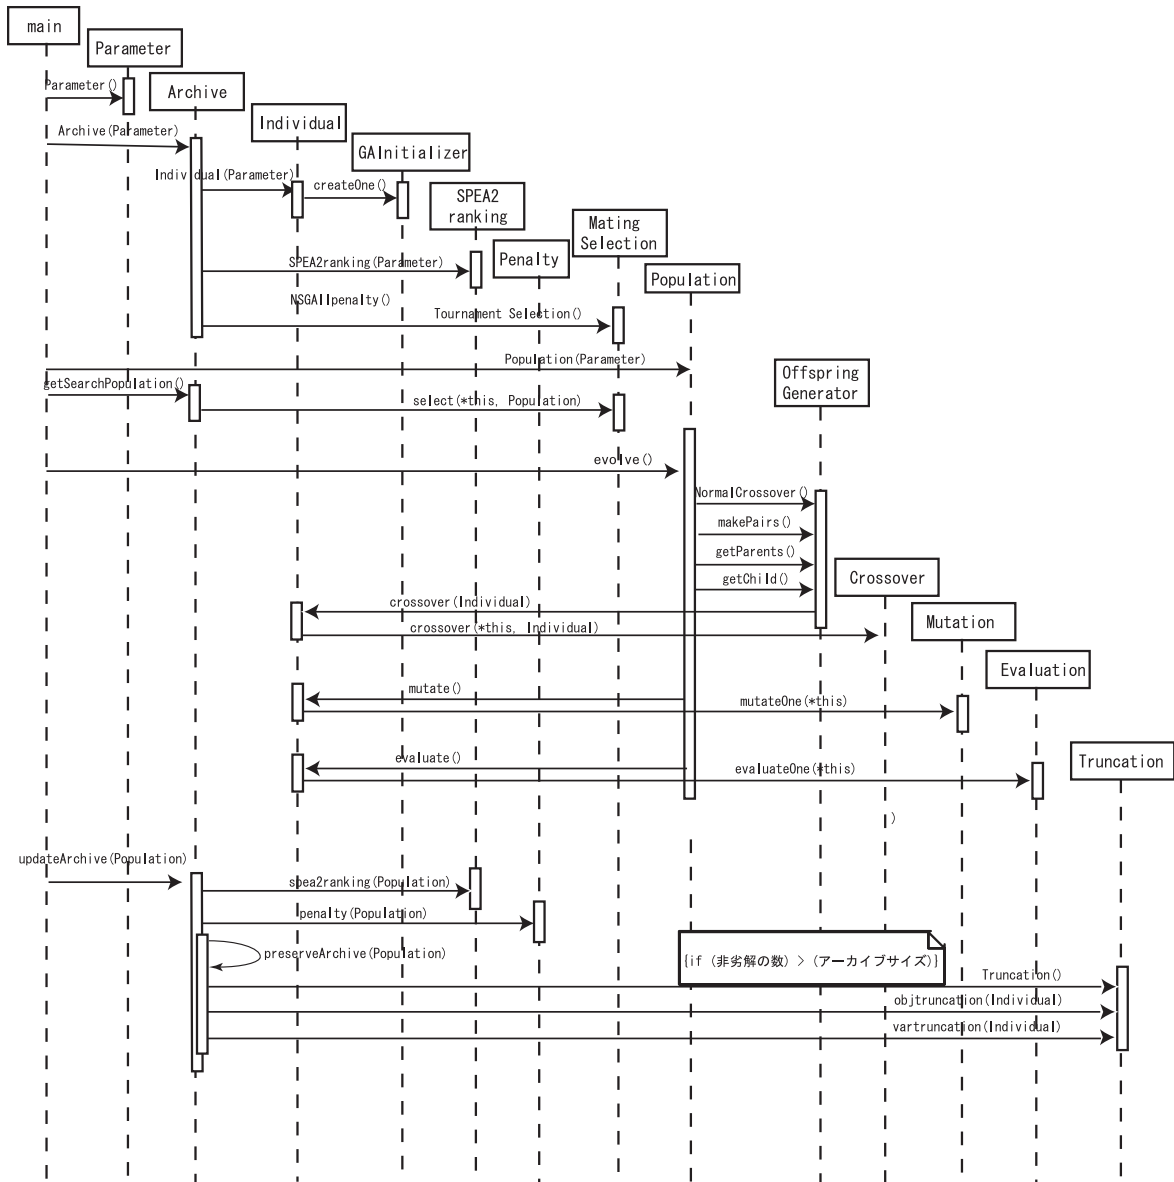 main
Parameter
Parameter()
Archive
Archive(Parameter)
Individual
GAInitializer
Individual(Parameter)
createOne()
SPEA2
ranking
Mating
Selection
Penalty
SPEA2ranking(Parameter)
Population
NSGAIIpenalty()
Tournament Selection()
Population(Parameter)
Offspring
Generator
getSearchPopulation()
select(*this, Population)
evolve()
NormalCrossover()
makePairs()
getParents()
getChild()
Crossover
crossover(Individual)
crossover(*this, Individual)
Mutation
Evaluation
mutate()
mutateOne(*this)
evaluate()
evaluateOne(*this)
Truncation
)
updateArchive(Population)
spea2ranking(Population)
penalty(Population)
preserveArchive(Population)
{if (非劣解の数) > (アーカイブサイズ)}
Truncation()
objtruncation(Individual)
vartruncation(Individual)